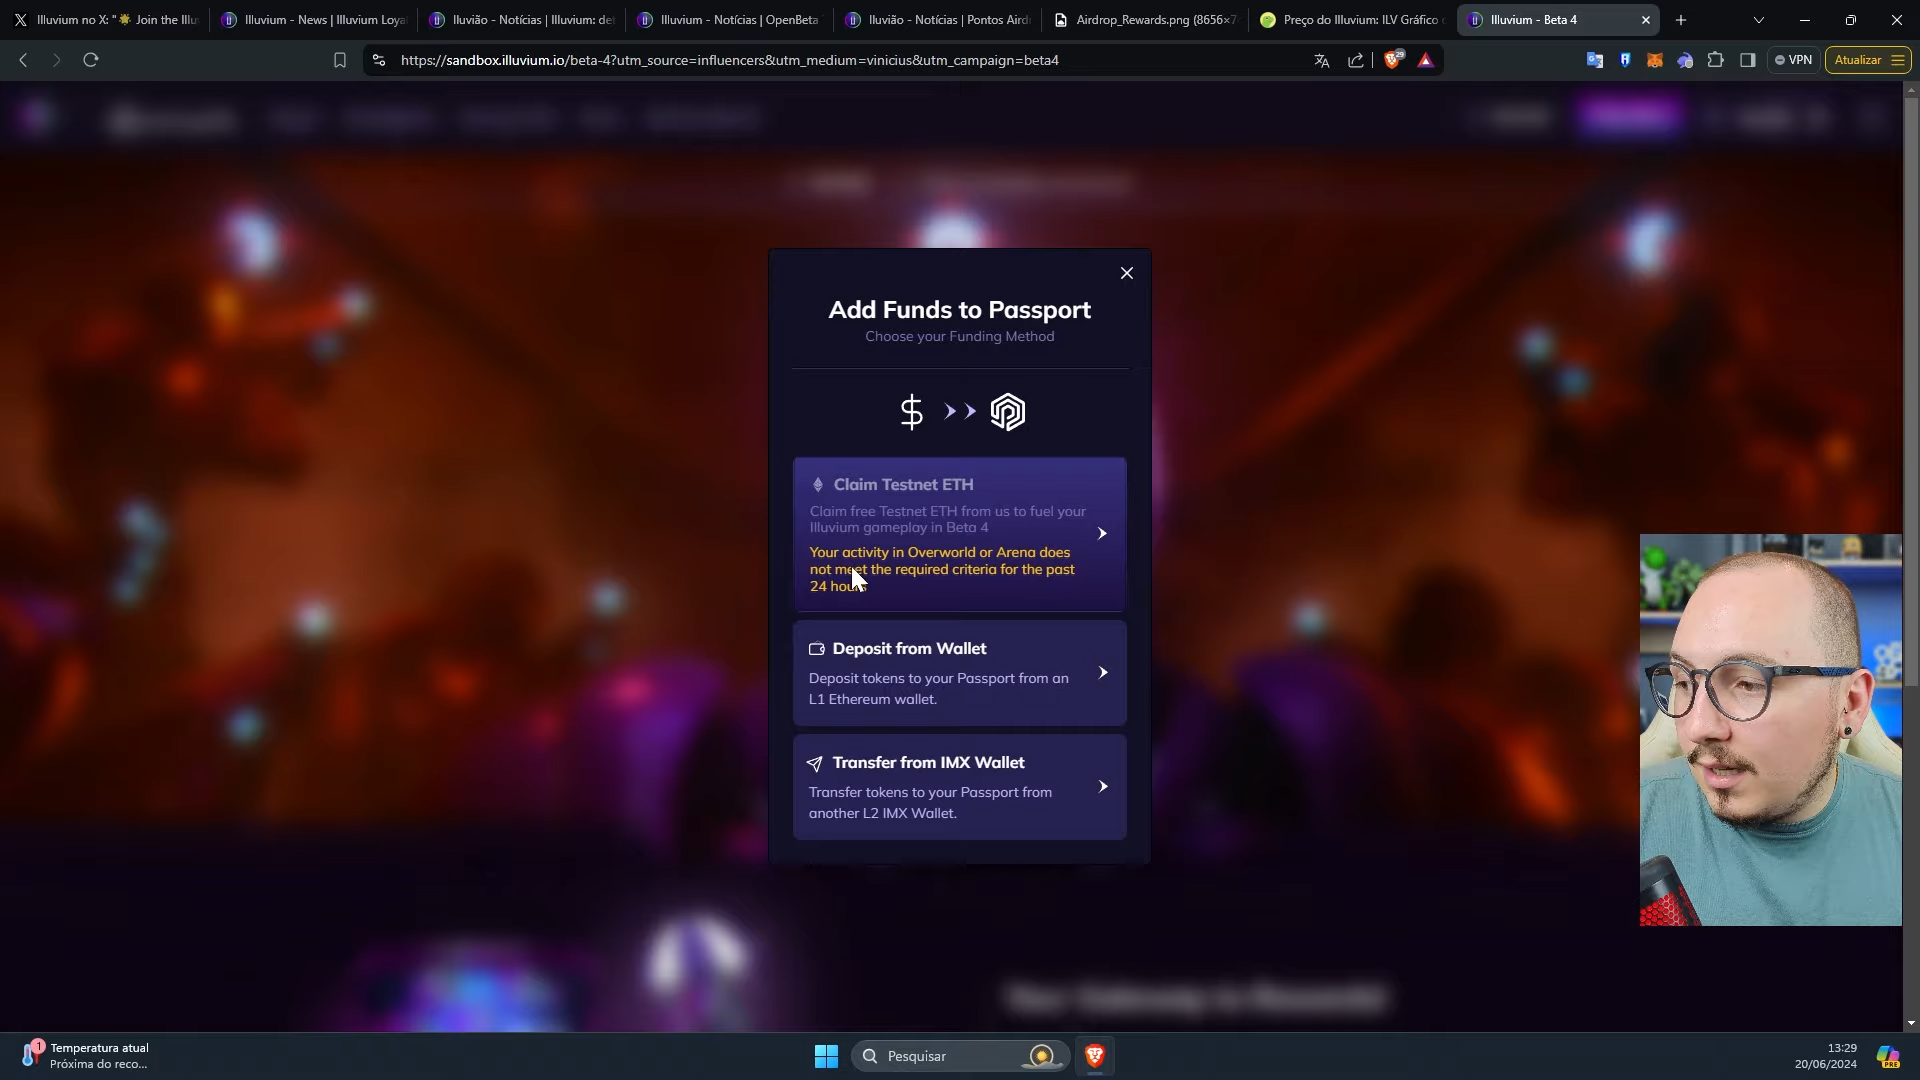 Illuvium no X: "☀️ Join the Illu
Illuvium - News | Illuvium Loya
Iluvião - Notícias | Illuvium: de
Illuvium - Notícias | OpenBeta
Iluvião - Notícias | Pontos Aird
Airdrop_Rewards.png (8656×7
Preço do Illuvium: ILV Gráfico
Illuvium - Beta 4
https://sandbox.illuvium.io/beta-4?utm_source=influencers&utm_medium=vinicius&utm_campaign=beta4
29
VPN
Atualizar
Add Funds to Passport
Choose your Funding Method
Claim Testnet ETH
Claim free Testnet ETH from us to fuel your
Illuvium gameplay in Beta 4
Your activity in Overworld or Arena does
not meet the required criteria for the past
24 hours
Deposit from Wallet
Deposit tokens to your Passport from an
L1 Ethereum wallet.
Transfer from IMX Wallet
Transfer tokens to your Passport from
another L2 IMX Wallet.
1
Temperatura atual
Próxima do reco...
Pesquisar
13:29
20/06/2024
PRE